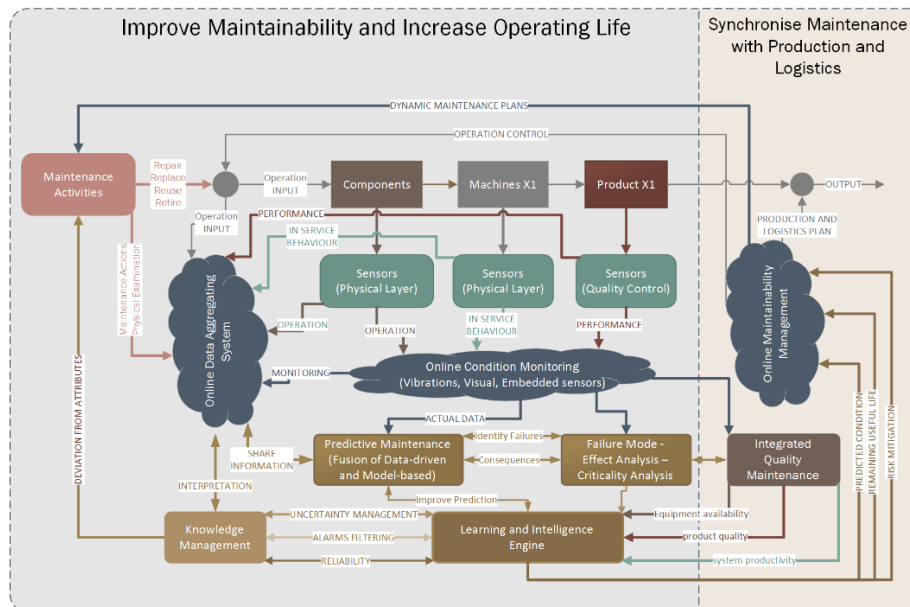 Improve Maintainability and Increase Operating Life
Synchronise Maintenance
with Production and
Logistics
DYNAMIC MAINTENANCE PLANS
OPERATION CONTROL
Maintenance
Activities
Repair
Replace
Reuse
Retire
Operation
INPUT
Components
Machines X1
Product X1
OUTPUT
Operation
INPUT
PERFORMANCE
IN SERVICE
BEHAVIOUR
PRODUCTION AND
LOGISTICS PLAN
Maintenance Actions
Physical Examination
Online Data Aggregating
System
Sensors
(Physical Layer)
Sensors
(Physical Layer)
Sensors
(Quality Control)
Online Maintainability
Management
OPERATION
OPERATION
IN SERVICE
BEHAVIOUR
PERFORMANCE
MONITORING
Online Condition Monitoring
(Vibrations, Visual, Embedded sensors)
ACTUAL DATA
DEVIATION FROM ATTRIBUTES
SHARE
INFORMATION
Predictive Maintenance
(Fusion of Data-driven
and Model-based)
Identify Failures
Consequences
Failure Mode -
Effect Analysis –
Criticality Analysis
Integrated
Quality
Maintenance
PREDICTED CONDITION
REMAINING USEFUL LIFE
RISK MITIGATION
INTERPRETATION
Improve Prediction
Knowledge
Management
UNCERTAINTY MANAGEMENT
ALARMS FILTERING
RELIABILITY
Learning and Intelligence
Engine
Equipment availability
product quality
system productivity